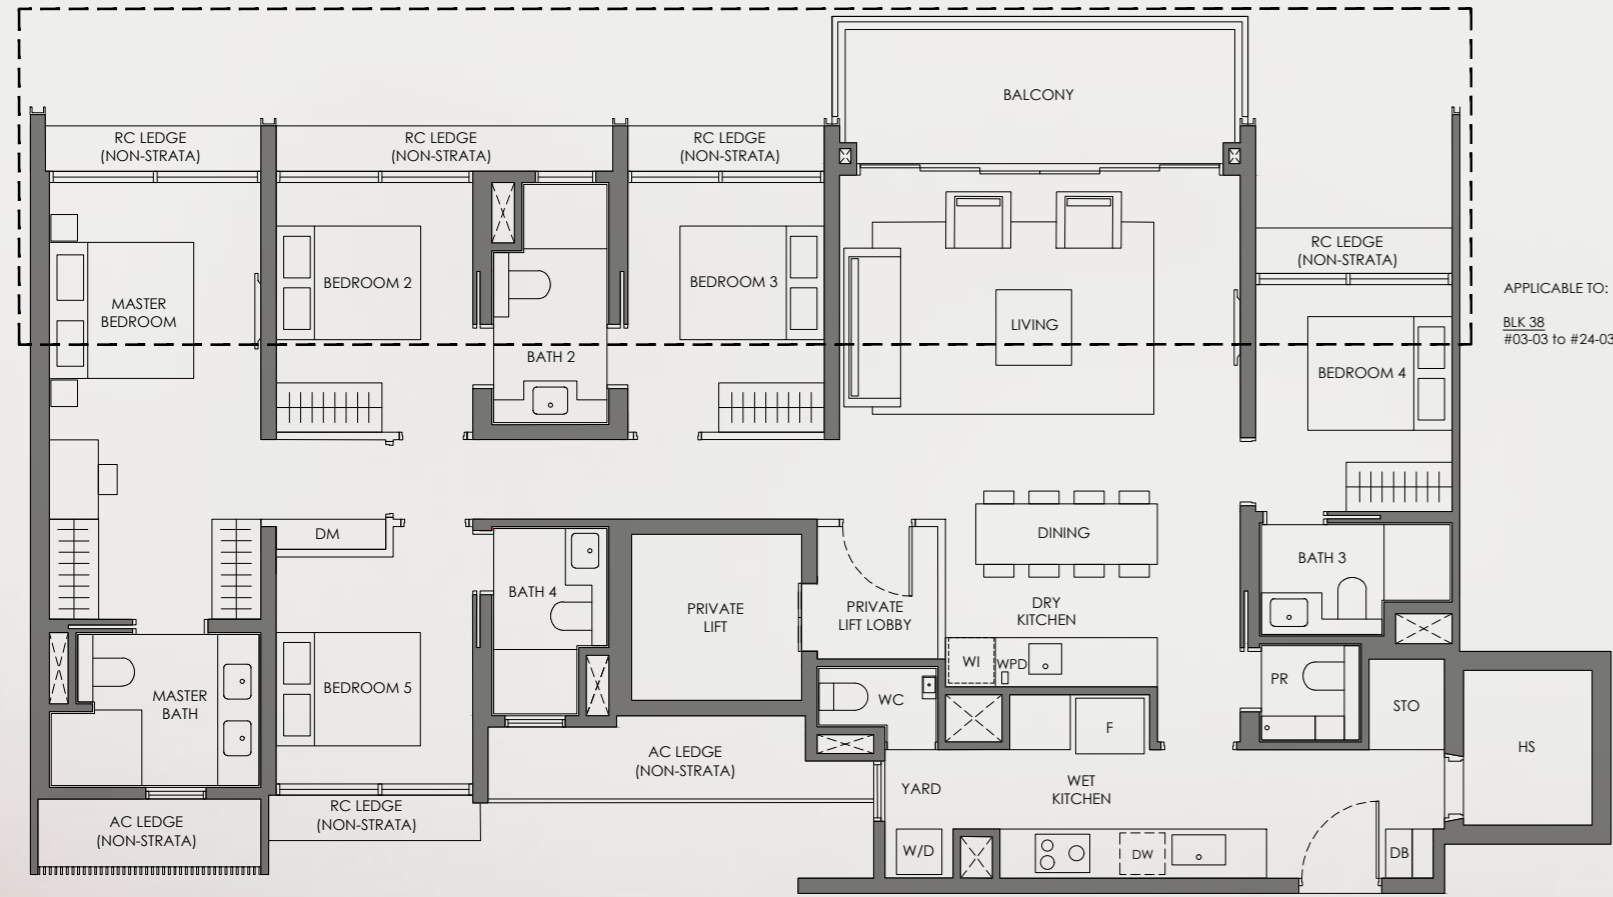 BALCONY
RC LEDGE
(NON-STRATA)
RC LEDGE
(NON-STRATA)
RC LEDGE
(NON-STRATA)
RC LEDGE
(NON-STRATA)
APPLICABLE TO:
BLK 38
#03-03 to #24-03
MASTER
BEDROOM
BEDROOM 2
BEDROOM 3
LIVING
BATH 2
BEDROOM 4
DM
DINING
BATH 3
BATH 4
PRIVATE
LIFT
PRIVATE
LIFT LOBBY
DRY
KITCHEN
WI
WPD
PR
BEDROOM 5
MASTER
BATH
WC
STO
F
HS
AC LEDGE
(NON-STRATA)
YARD
WET
KITCHEN
RC LEDGE
(NON-STRATA)
AC LEDGE
(NON-STRATA)
W/D
DW
DB